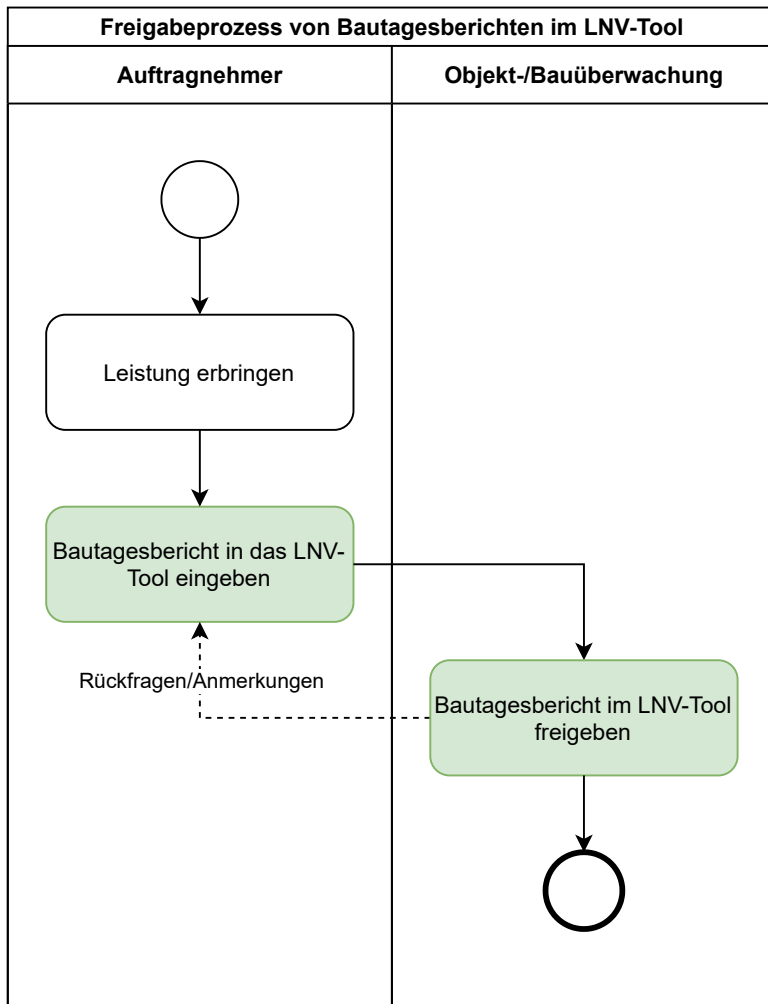 Freigabeprozess von Bautagesberichten im LNV-Tool
Auftragnehmer
Objekt-/Bauüberwachung
Leistung erbringen
Bautagesbericht in das LNV-
Tool eingeben
Rückfragen/Anmerkungen
Bautagesbericht im LNV-Tool
freigeben